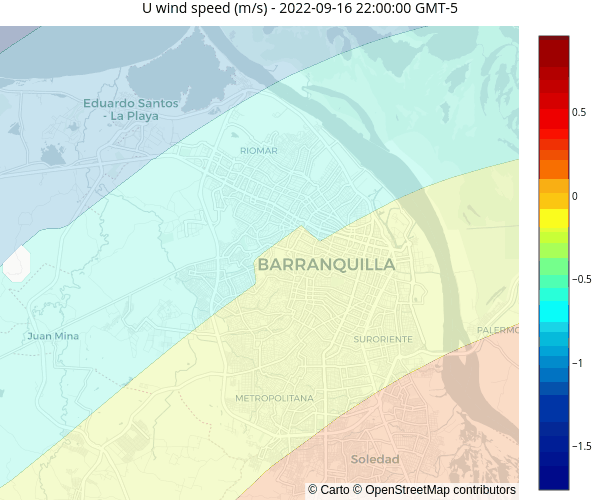 U wind speed (m/s) - 2022-09-16 22:00:00 GMT-5
Eduardo Santos
- La Playa
RIOMAR
BARRANQUILLA
Juan Mina
SURORIENTE
PALERMO
METROPOLITANA
Soledad
© Carto © OpenStreetMap contributors
0.5
0
−0.5
−1
−1.5